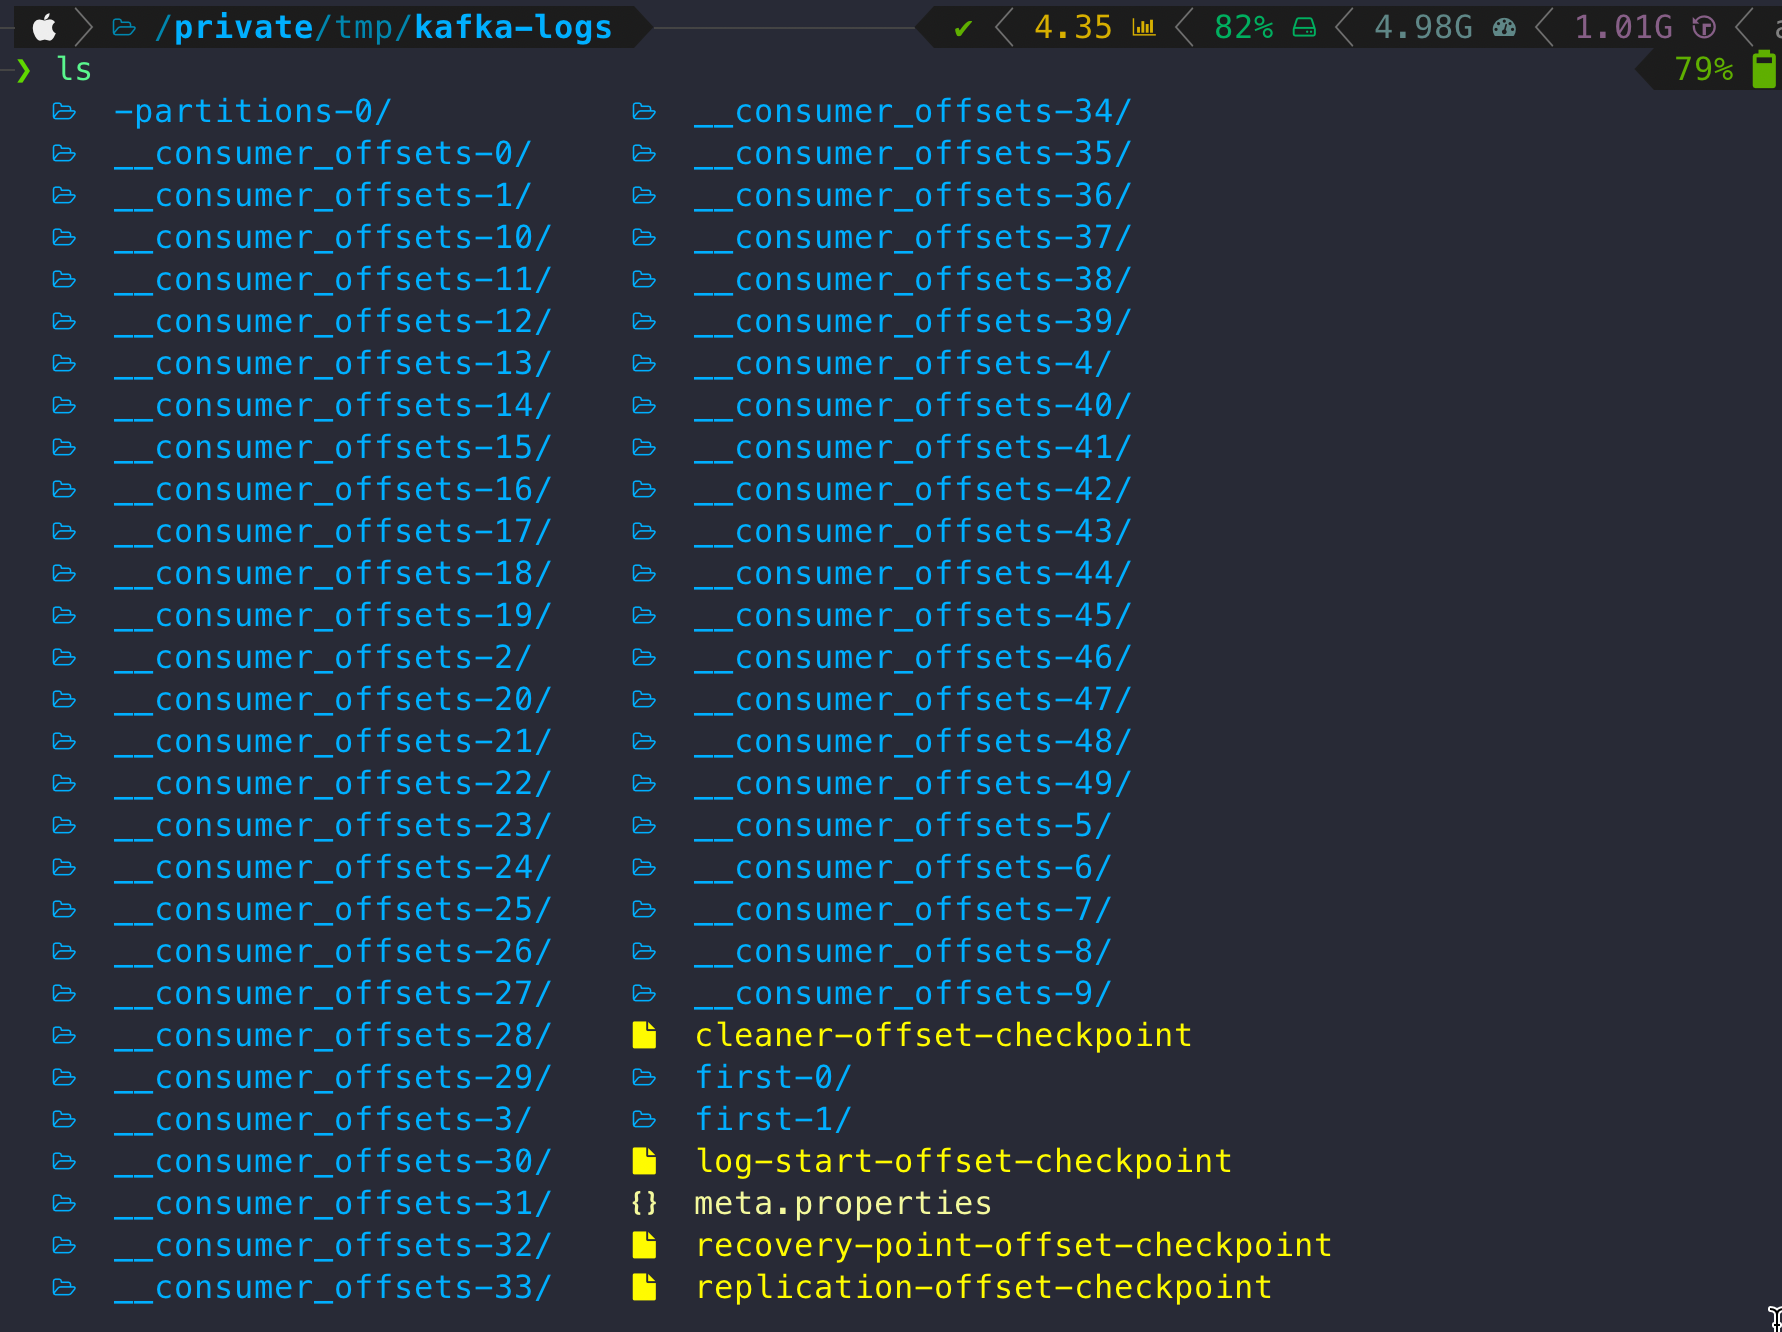 /private/tmp/kafka-logs ✔ 4.35 82% 4.98G 1.01G
❯ ls 79%
-partitions-0/ __consumer_offsets-34/
__consumer_offsets-0/ __consumer_offsets-35/
__consumer_offsets-1/ __consumer_offsets-36/
__consumer_offsets-10/ __consumer_offsets-37/
__consumer_offsets-11/ __consumer_offsets-38/
__consumer_offsets-12/ __consumer_offsets-39/
__consumer_offsets-13/ __consumer_offsets-4/
__consumer_offsets-14/ __consumer_offsets-40/
__consumer_offsets-15/ __consumer_offsets-41/
__consumer_offsets-16/ __consumer_offsets-42/
__consumer_offsets-17/ __consumer_offsets-43/
__consumer_offsets-18/ __consumer_offsets-44/
__consumer_offsets-19/ __consumer_offsets-45/
__consumer_offsets-2/ __consumer_offsets-46/
__consumer_offsets-20/ __consumer_offsets-47/
__consumer_offsets-21/ __consumer_offsets-48/
__consumer_offsets-22/ __consumer_offsets-49/
__consumer_offsets-23/ __consumer_offsets-5/
__consumer_offsets-24/ __consumer_offsets-6/
__consumer_offsets-25/ __consumer_offsets-7/
__consumer_offsets-26/ __consumer_offsets-8/
__consumer_offsets-27/ __consumer_offsets-9/
__consumer_offsets-28/ cleaner-offset-checkpoint
__consumer_offsets-29/ first-0/
__consumer_offsets-3/ first-1/
__consumer_offsets-30/ log-start-offset-checkpoint
__consumer_offsets-31/ {} meta.properties
__consumer_offsets-32/ recovery-point-offset-checkpoint
__consumer_offsets-33/ replication-offset-checkpoint